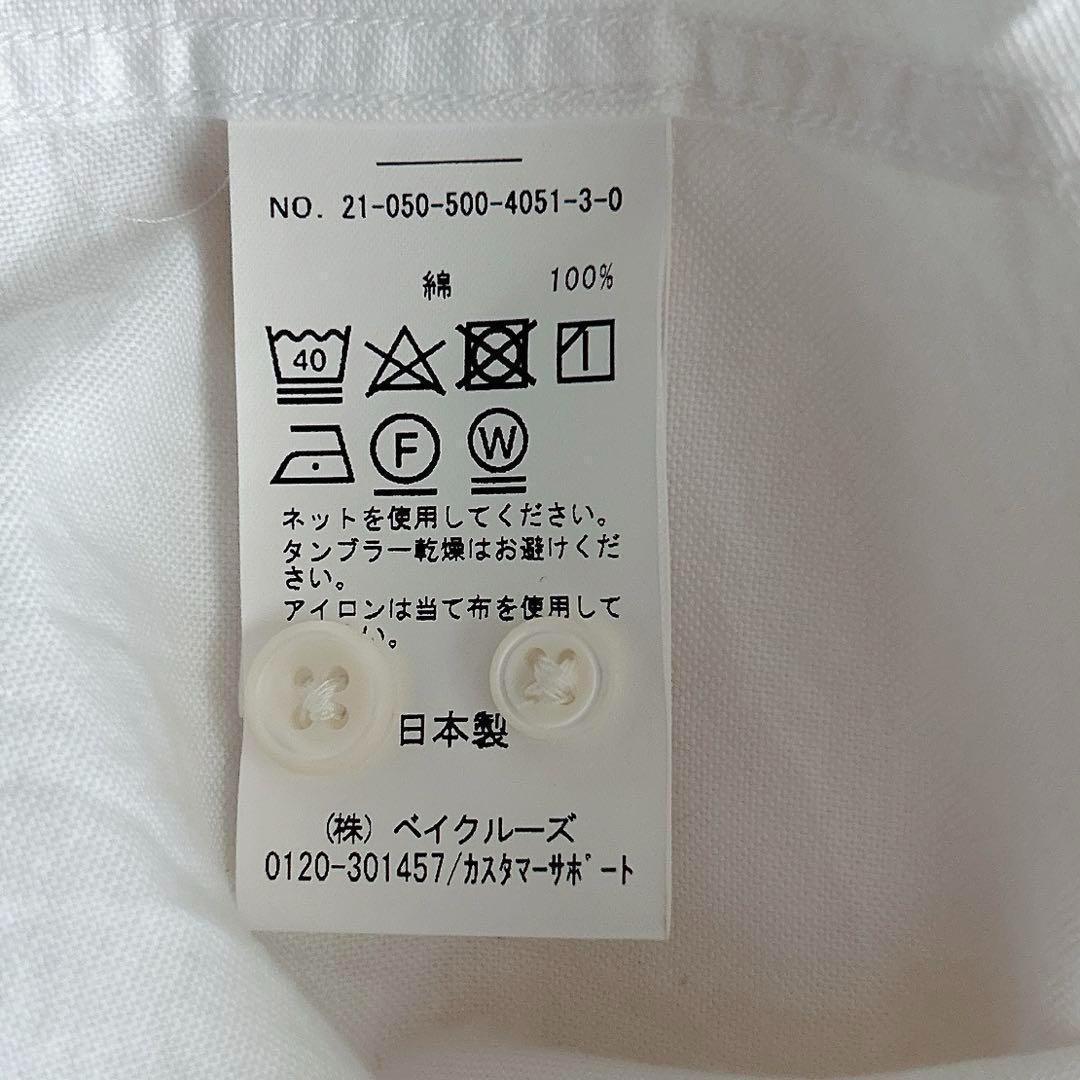 NO. 21-050-500-4051-3-0
綿 100%
40
F W
ネットを使用してください。
タンブラー乾燥はお避けくだ
さい。
アイロンは当て布を使用して
い。
日本製
(株) ベイクルーズ
0120-301457/カスタマーサポート